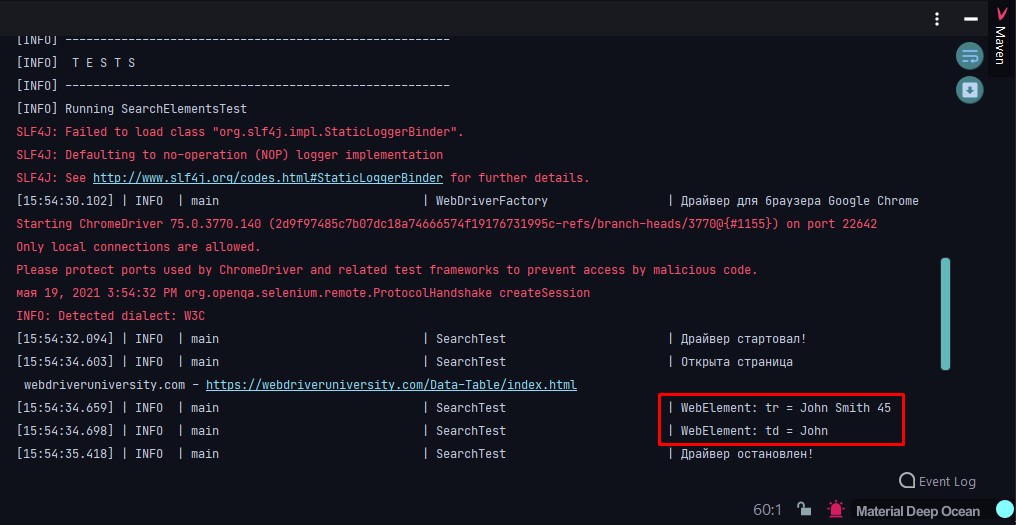 [INFO] -------------------------------------------------------
[INFO]  T E S T S
[INFO] -------------------------------------------------------
[INFO] Running SearchElementsTest
SLF4J: Failed to load class "org.slf4j.impl.StaticLoggerBinder".
SLF4J: Defaulting to no-operation (NOP) logger implementation
SLF4J: See http://www.slf4j.org/codes.html#StaticLoggerBinder for further details.
[15:54:30.102] | INFO  | main | WebDriverFactory | Драйвер для браузера Google Chrome
Starting ChromeDriver 75.0.3770.140 (2d9f97485c7b07dc18a74666574f19176731995c-refs/branch-heads/3770@{#1155}) on port 22642
Only local connections are allowed.
Please protect ports used by ChromeDriver and related test frameworks to prevent access by malicious code.
мая 19, 2021 3:54:32 PM org.openqa.selenium.remote.ProtocolHandshake createSession
INFO: Detected dialect: W3C
[15:54:32.094] | INFO  | main | SearchTest | Драйвер стартовал!
[15:54:34.603] | INFO  | main | SearchTest | Открыта страница
webdriveruniversity.com – https://webdriveruniversity.com/Data-Table/index.html
[15:54:34.659] | INFO  | main | SearchTest | WebElement: tr = John Smith 45
[15:54:34.698] | INFO  | main | SearchTest | WebElement: td = John
[15:54:35.418] | INFO  | main | SearchTest | Драйвер остановлен!
Maven
Event Log
60:1 Material Deep Ocean